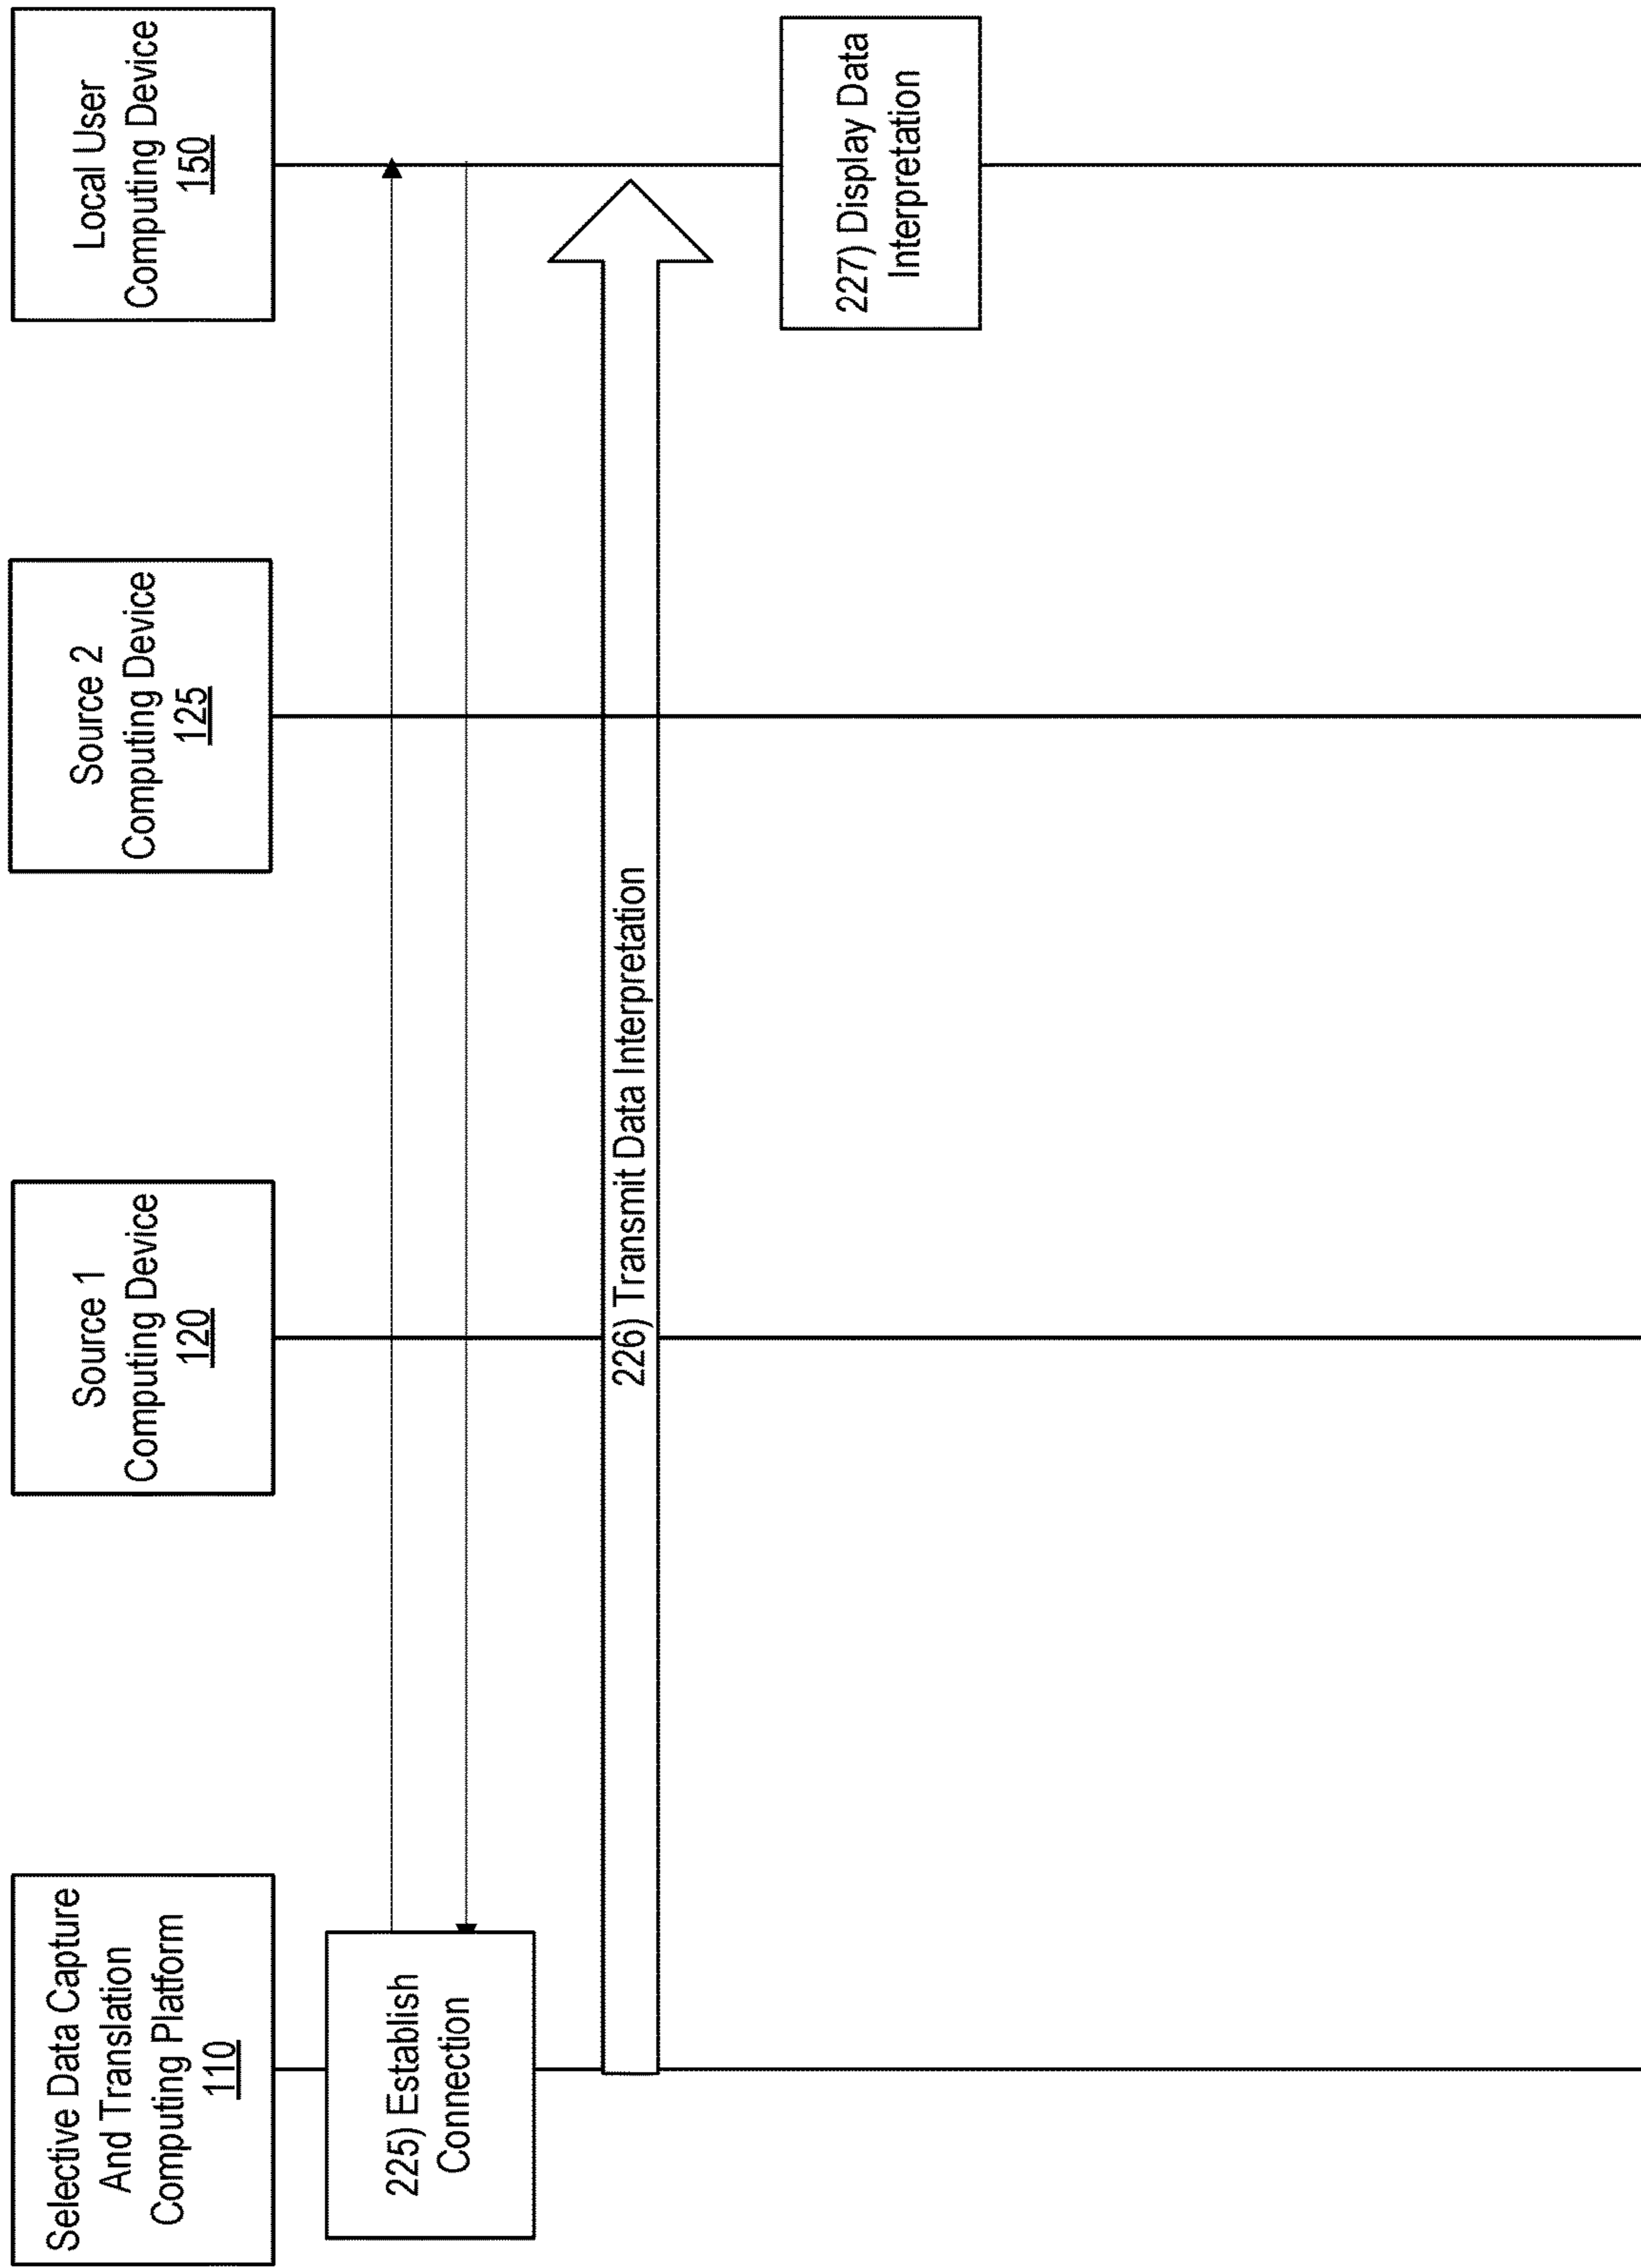 Selective Data Capture
And Translation
Computing Platform
110
Source 1
Computing Device
120
Source 2
Computing Device
125
Local User
Computing Device
150
225) Establish
Connection
226) Transmit Data Interpretation
227) Display Data
Interpretation